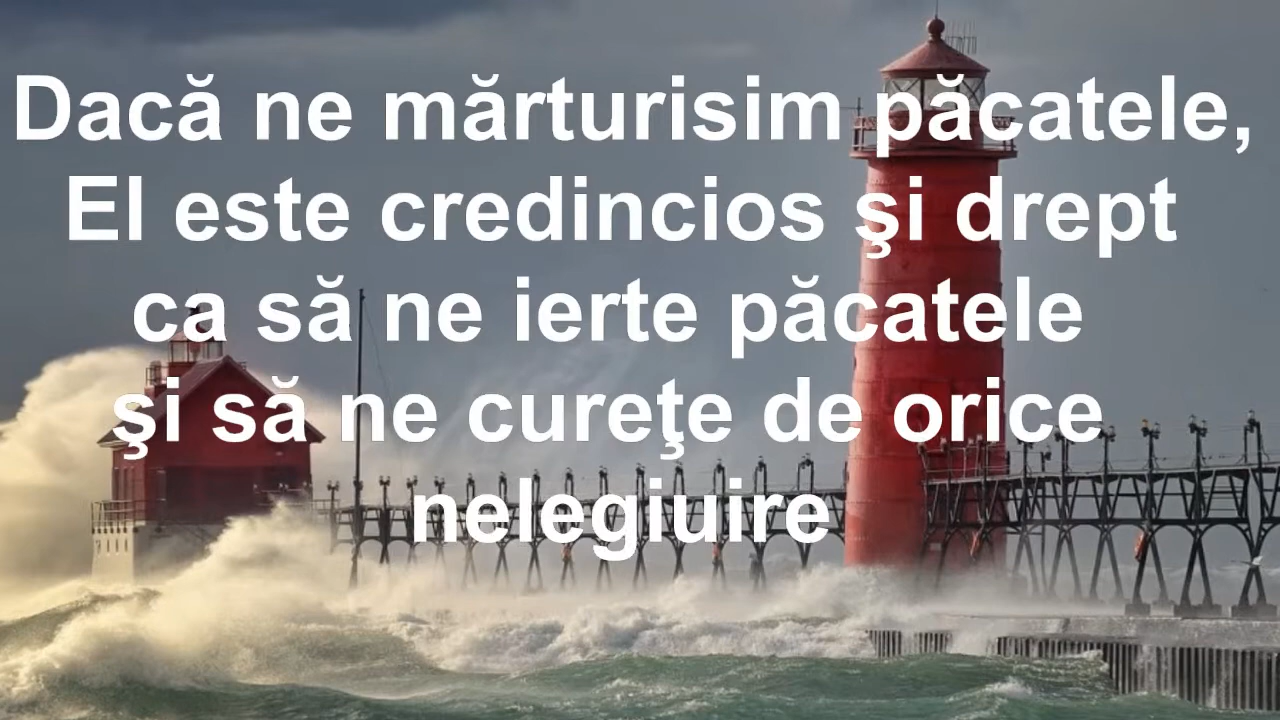 Dacă ne mărturisim păcatele,
El este credincios şi drept
ca să ne ierte păcatele
şi să ne cureţe de orice
nelegiuire